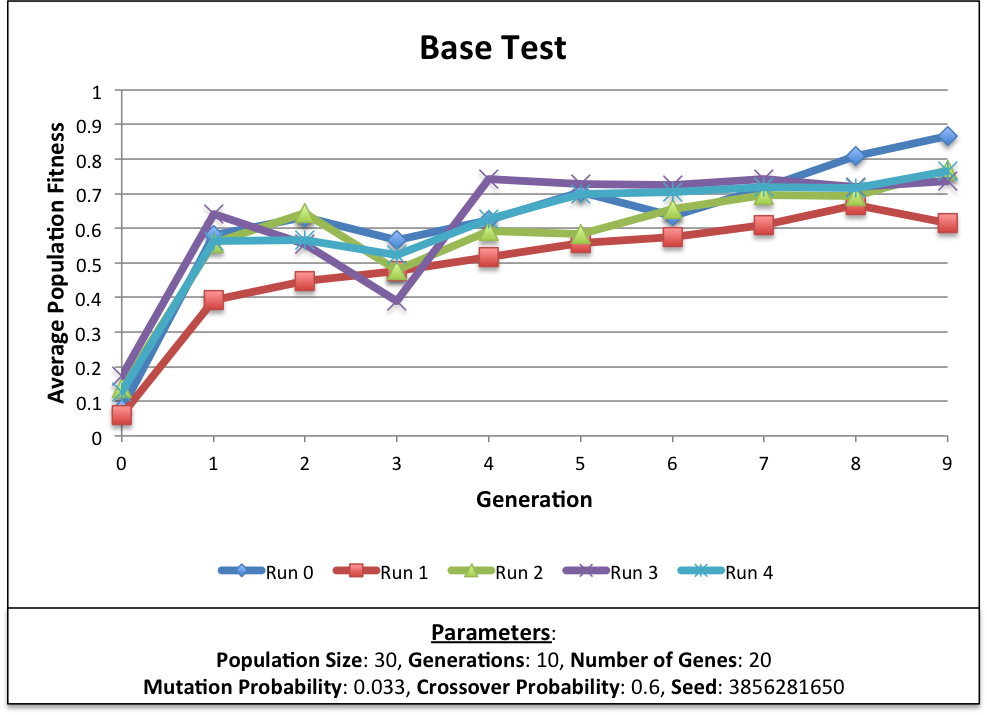 Base Test
Average Population Fitness
1
0.9
0.8
0.7
0.6
0.5
0.4
0.3
0.2
0.1
0
0 1 2 3 4 5 6 7 8 9
Generation
Run 0 Run 1 Run 2 Run 3 Run 4
Parameters:
Population Size: 30, Generations: 10, Number of Genes: 20
Mutation Probability: 0.033, Crossover Probability: 0.6, Seed: 3856281650